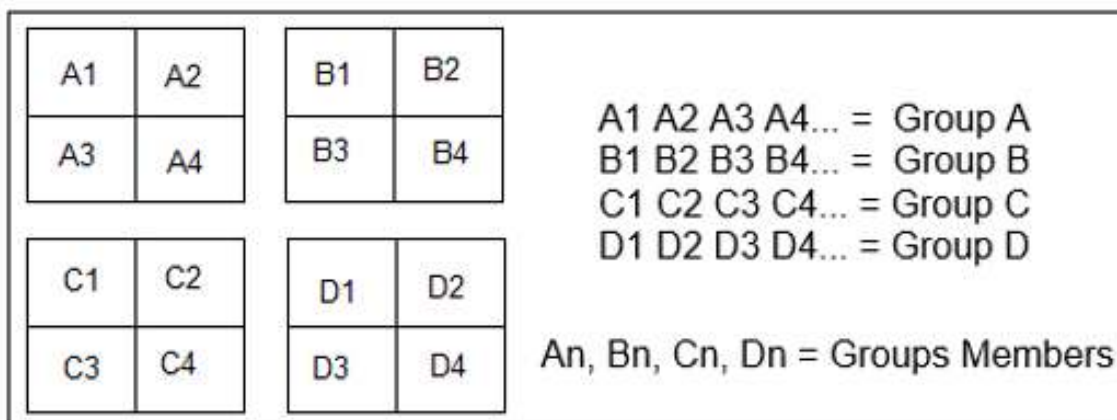 A1 A2
A3 A4
B1 B2
B3 B4
C1 C2
C3 C4
D1 D2
D3 D4
A1 A2 A3 A4... = Group A
B1 B2 B3 B4... = Group B
C1 C2 C3 C4... = Group C
D1 D2 D3 D4... = Group D
An, Bn, Cn, Dn = Groups Members